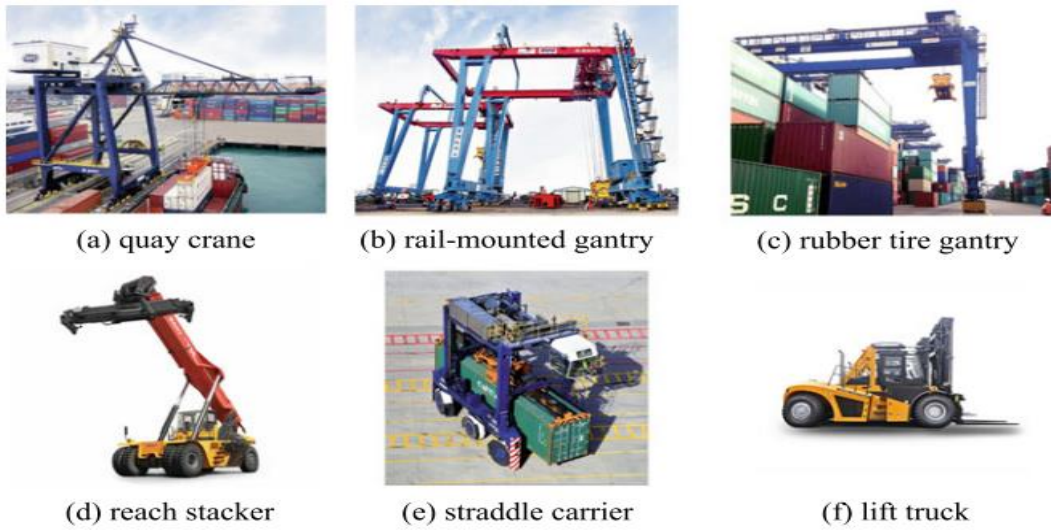 (a) quay crane
(b) rail-mounted gantry
(c) rubber tire gantry
S C
(d) reach stacker
(e) straddle carrier
(f) lift truck